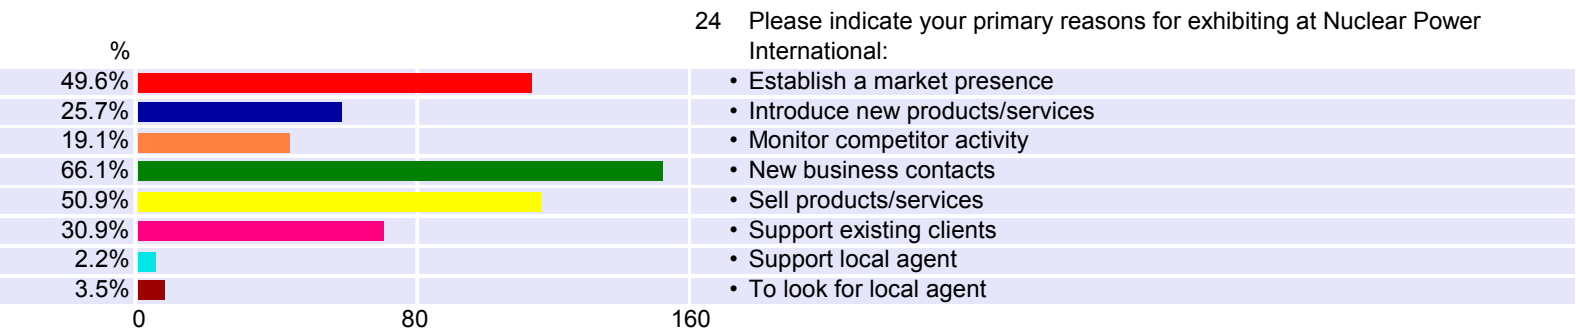 24 Please indicate your primary reasons for exhibiting at Nuclear Power
International:
%
49.6% • Establish a market presence
25.7% • Introduce new products/services
19.1% • Monitor competitor activity
66.1% • New business contacts
50.9% • Sell products/services
30.9% • Support existing clients
2.2% • Support local agent
3.5% • To look for local agent
0 80 160